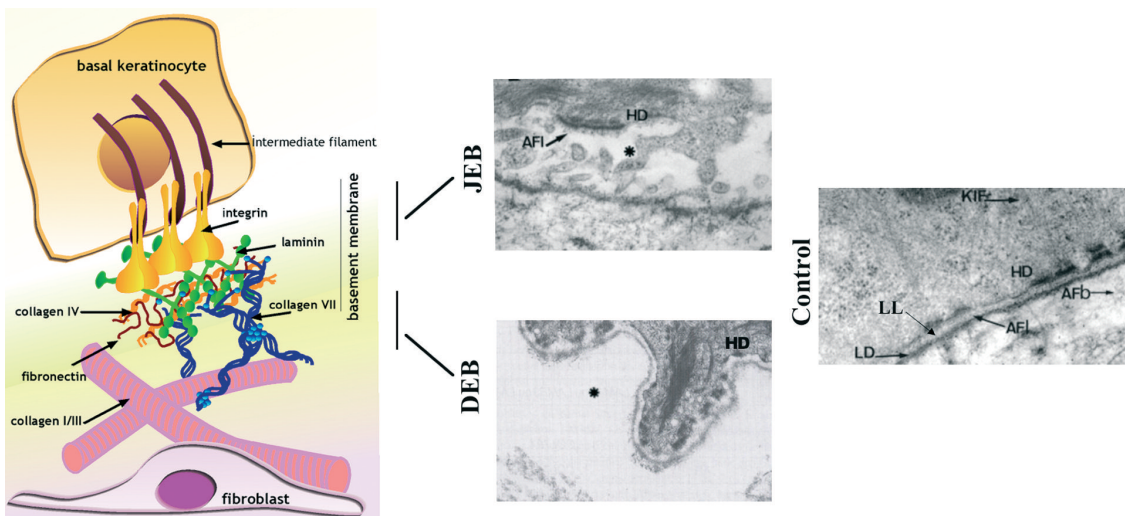 basal keratinocyte
intermediate filament
integrin
laminin
basement membrane
collagen IV
collagen VII
fibronectin
collagen I/III
fibroblast
JEB
HD
AFl
*
DEB
HD
*
Control
KIF
HD
AFb
LL
AFl
LD